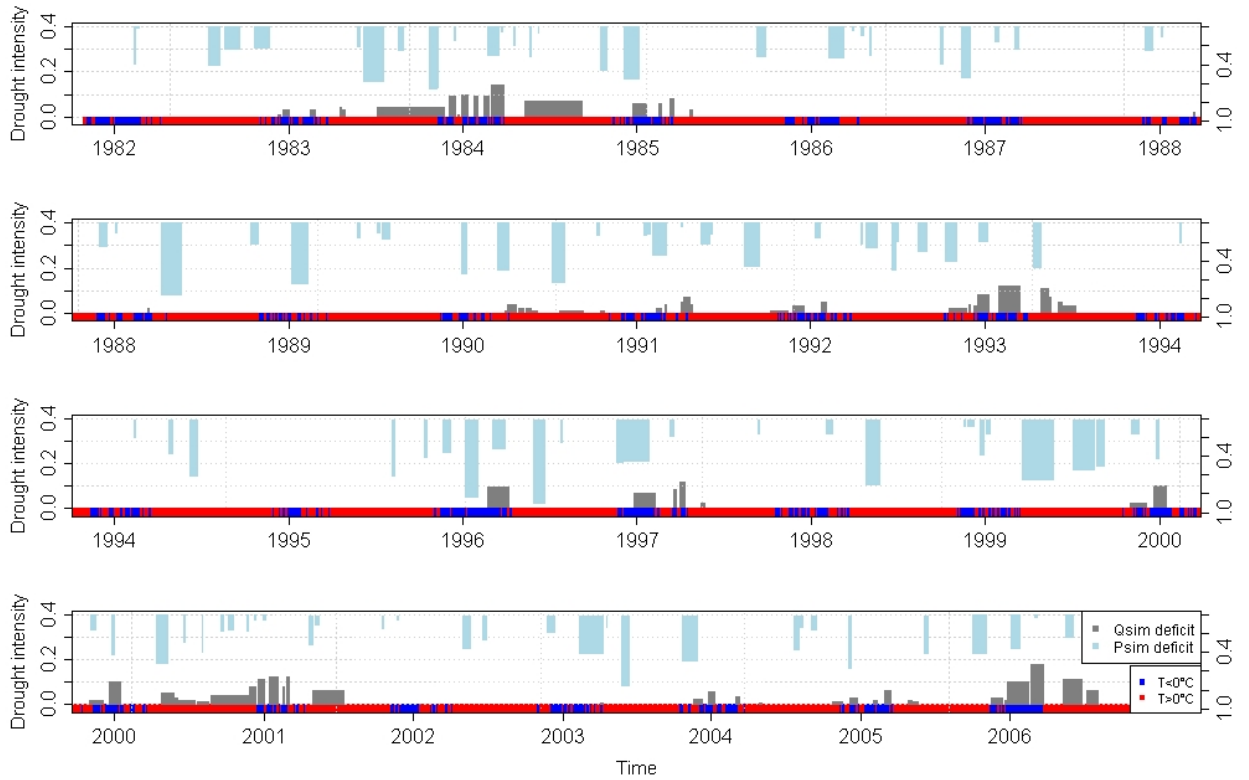 Drought intensity
0.0 0.2 0.4
0.4 1.0
1982 1983 1984 1985 1986 1987 1988
Drought intensity
0.0 0.2 0.4
0.4 1.0
1988 1989 1990 1991 1992 1993 1994
Drought intensity
0.0 0.2 0.4
0.4 1.0
1994 1995 1996 1997 1998 1999 2000
Drought intensity
0.0 0.2 0.4
0.4 1.0
Qsim deficit
Psim deficit
T<0°C
T>0°C
2000 2001 2002 2003 2004 2005 2006
Time